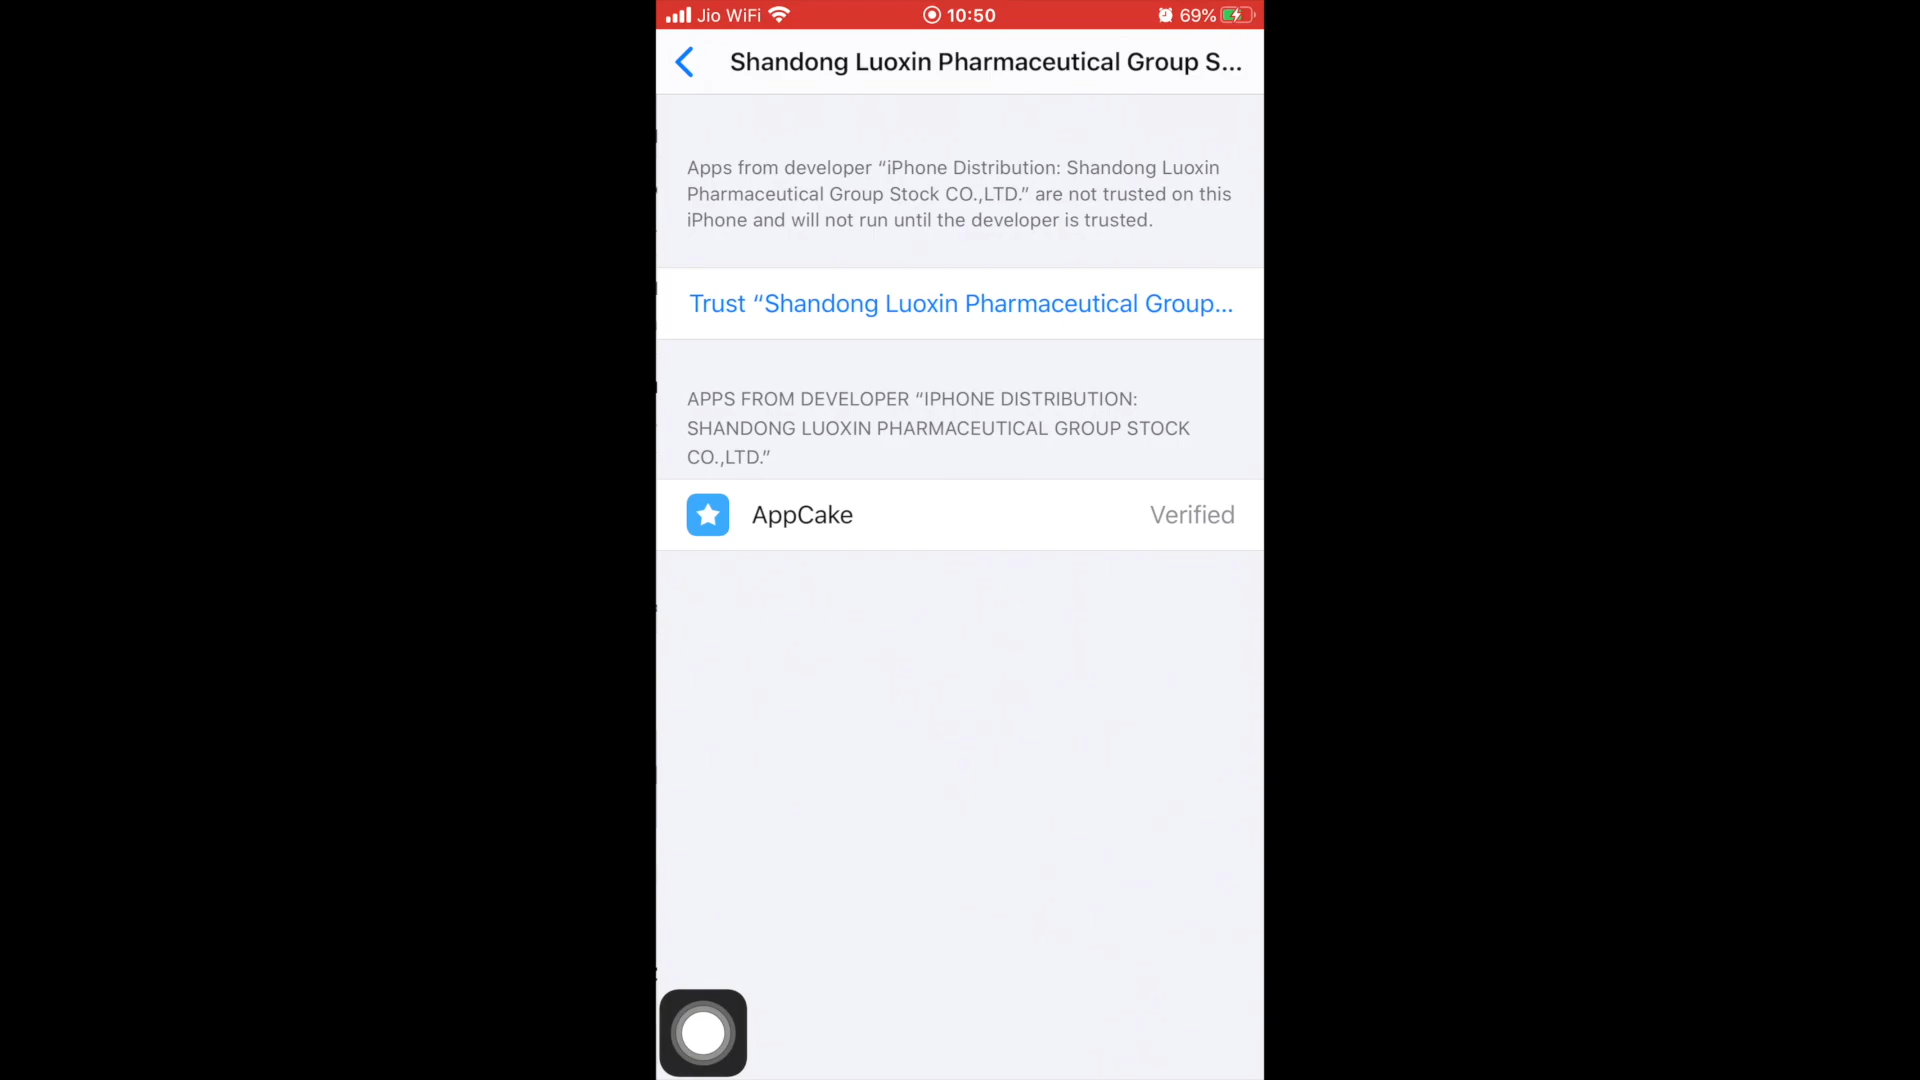 Jio WiFi 10:50 69%
Shandong Luoxin Pharmaceutical Group S...
Apps from developer “iPhone Distribution: Shandong Luoxin
Pharmaceutical Group Stock CO.,LTD.” are not trusted on this
iPhone and will not run until the developer is trusted.
Trust “Shandong Luoxin Pharmaceutical Group...
APPS FROM DEVELOPER “IPHONE DISTRIBUTION:
SHANDONG LUOXIN PHARMACEUTICAL GROUP STOCK
CO.,LTD.”
AppCake Verified